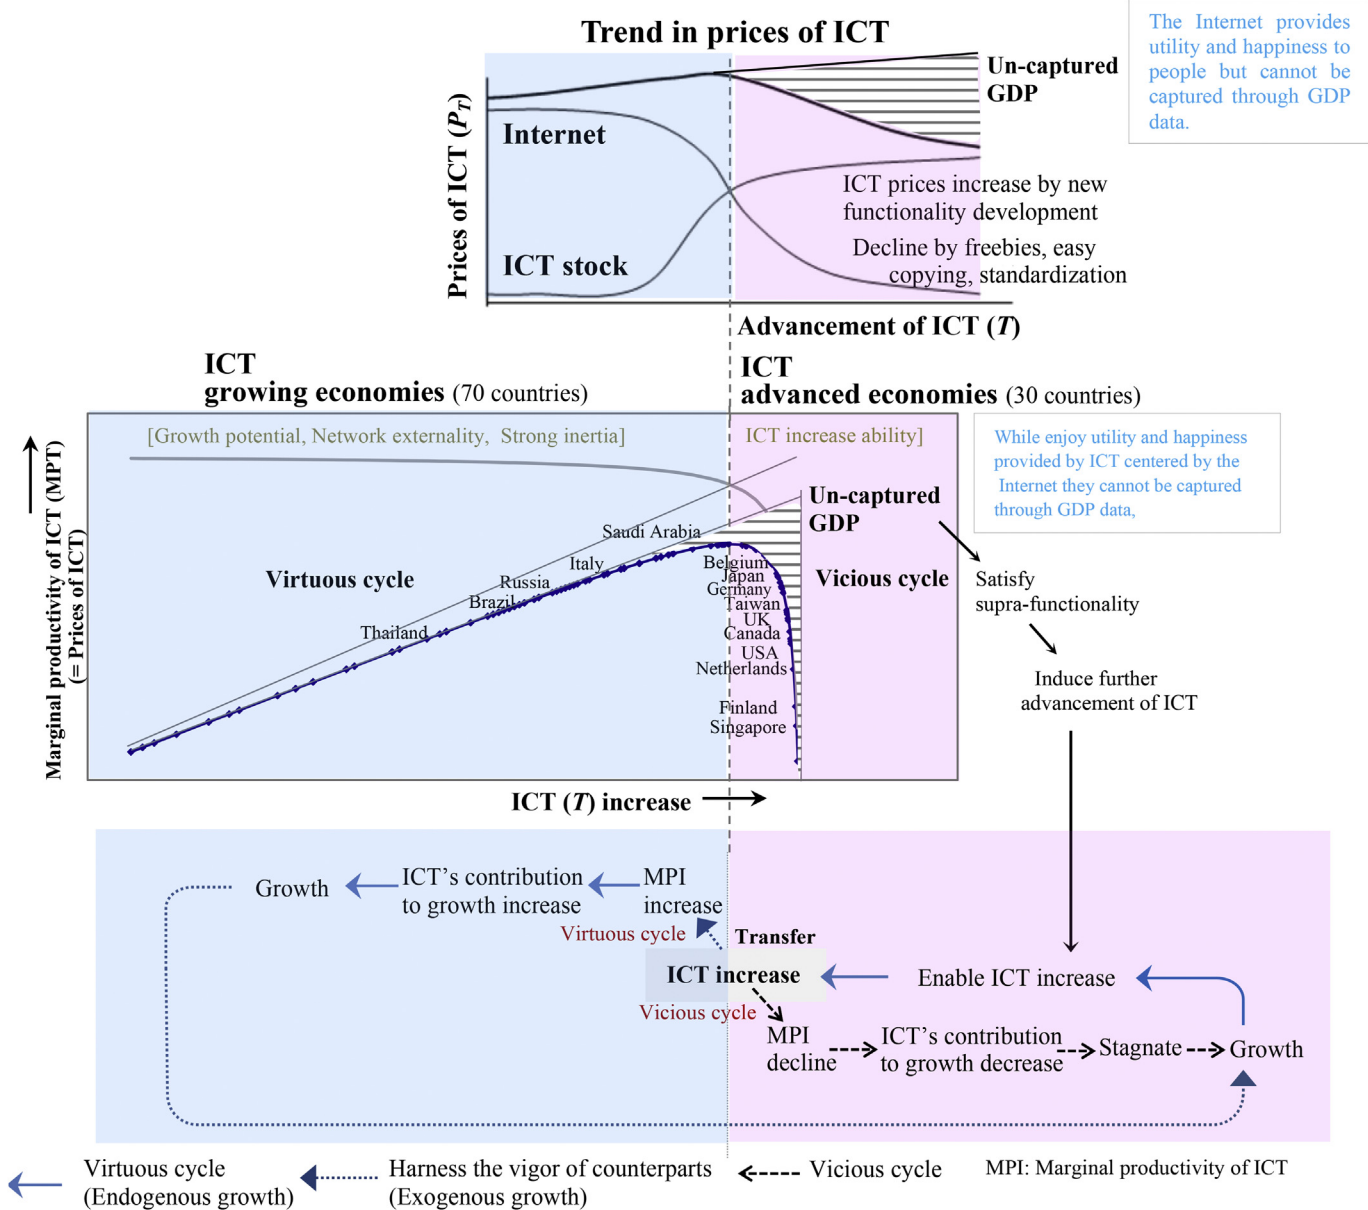 Trend in prices of ICT
The Internet provides
utility and happiness to
people but cannot be
captured through GDP
data.
Un-captured
GDP
Prices of ICT (PT)
Internet
ICT prices increase by new
functionality development
Decline by freebies, easy
copying, standardization
ICT stock
Advancement of ICT (T)
ICT
growing economies (70 countries)
ICT
advanced economies (30 countries)
[Growth potential, Network externality, Strong inertia]
ICT increase ability]
While enjoy utility and happiness
provided by ICT centered by the
Internet they cannot be captured
through GDP data,
Marginal productivity of ICT (MPT)
(= Prices of ICT)
Un-captured
GDP
Saudi Arabia
Italy
Russia
Brazil
Thailand
Virtuous cycle
Belgium
Japan
Germany
Taiwan
UK
Canada
USA
Netherlands
Finland
Singapore
Vicious cycle
Satisfy
supra-functionality
Induce further
advancement of ICT
ICT (T) increase
Growth
ICT's contribution
to growth increase
MPI
increase
Virtuous cycle
Transfer
ICT increase
Enable ICT increase
Vicious cycle
MPI
decline
ICT's contribution
to growth decrease
Stagnate
Growth
Virtuous cycle
(Endogenous growth)
Harness the vigor of counterparts
(Exogenous growth)
Vicious cycle
MPI: Marginal productivity of ICT